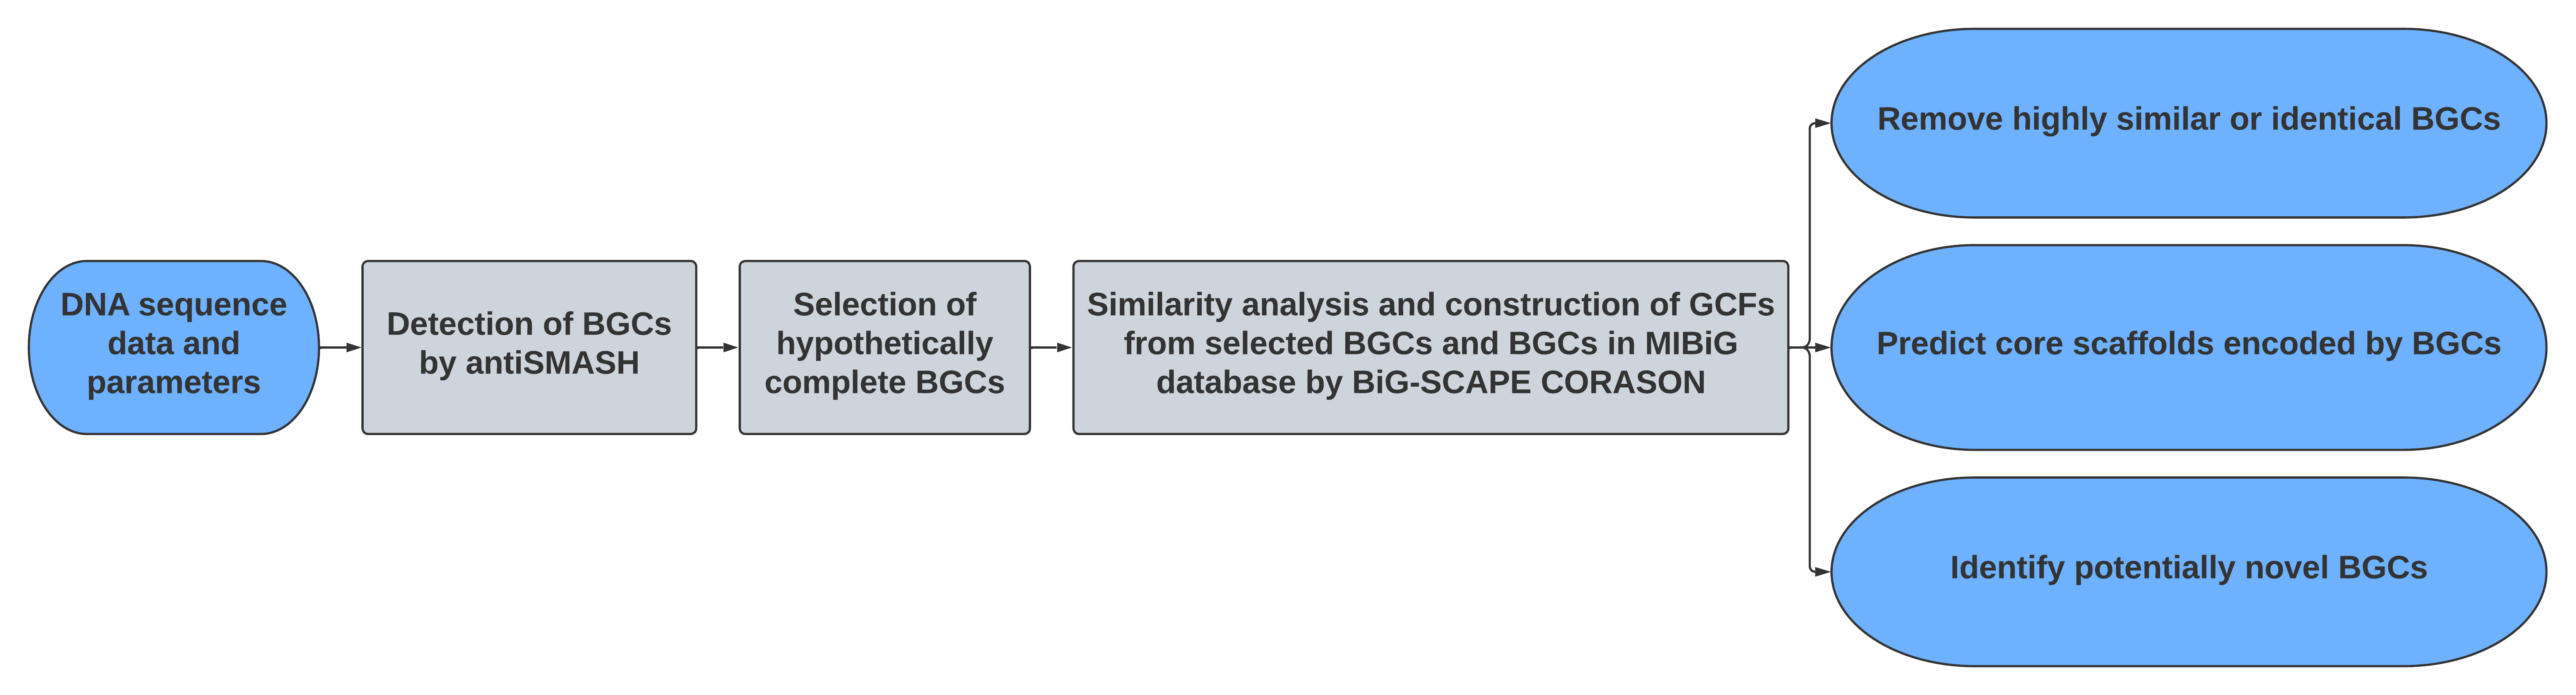 DNA sequence
data and
parameters
Detection of BGCs
by antiSMASH
Selection of
hypothetically
complete BGCs
Similarity analysis and construction of GCFs
from selected BGCs and BGCs in MIBiG
database by BiG-SCAPE CORASON
Remove highly similar or identical BGCs
Predict core scaffolds encoded by BGCs
Identify potentially novel BGCs